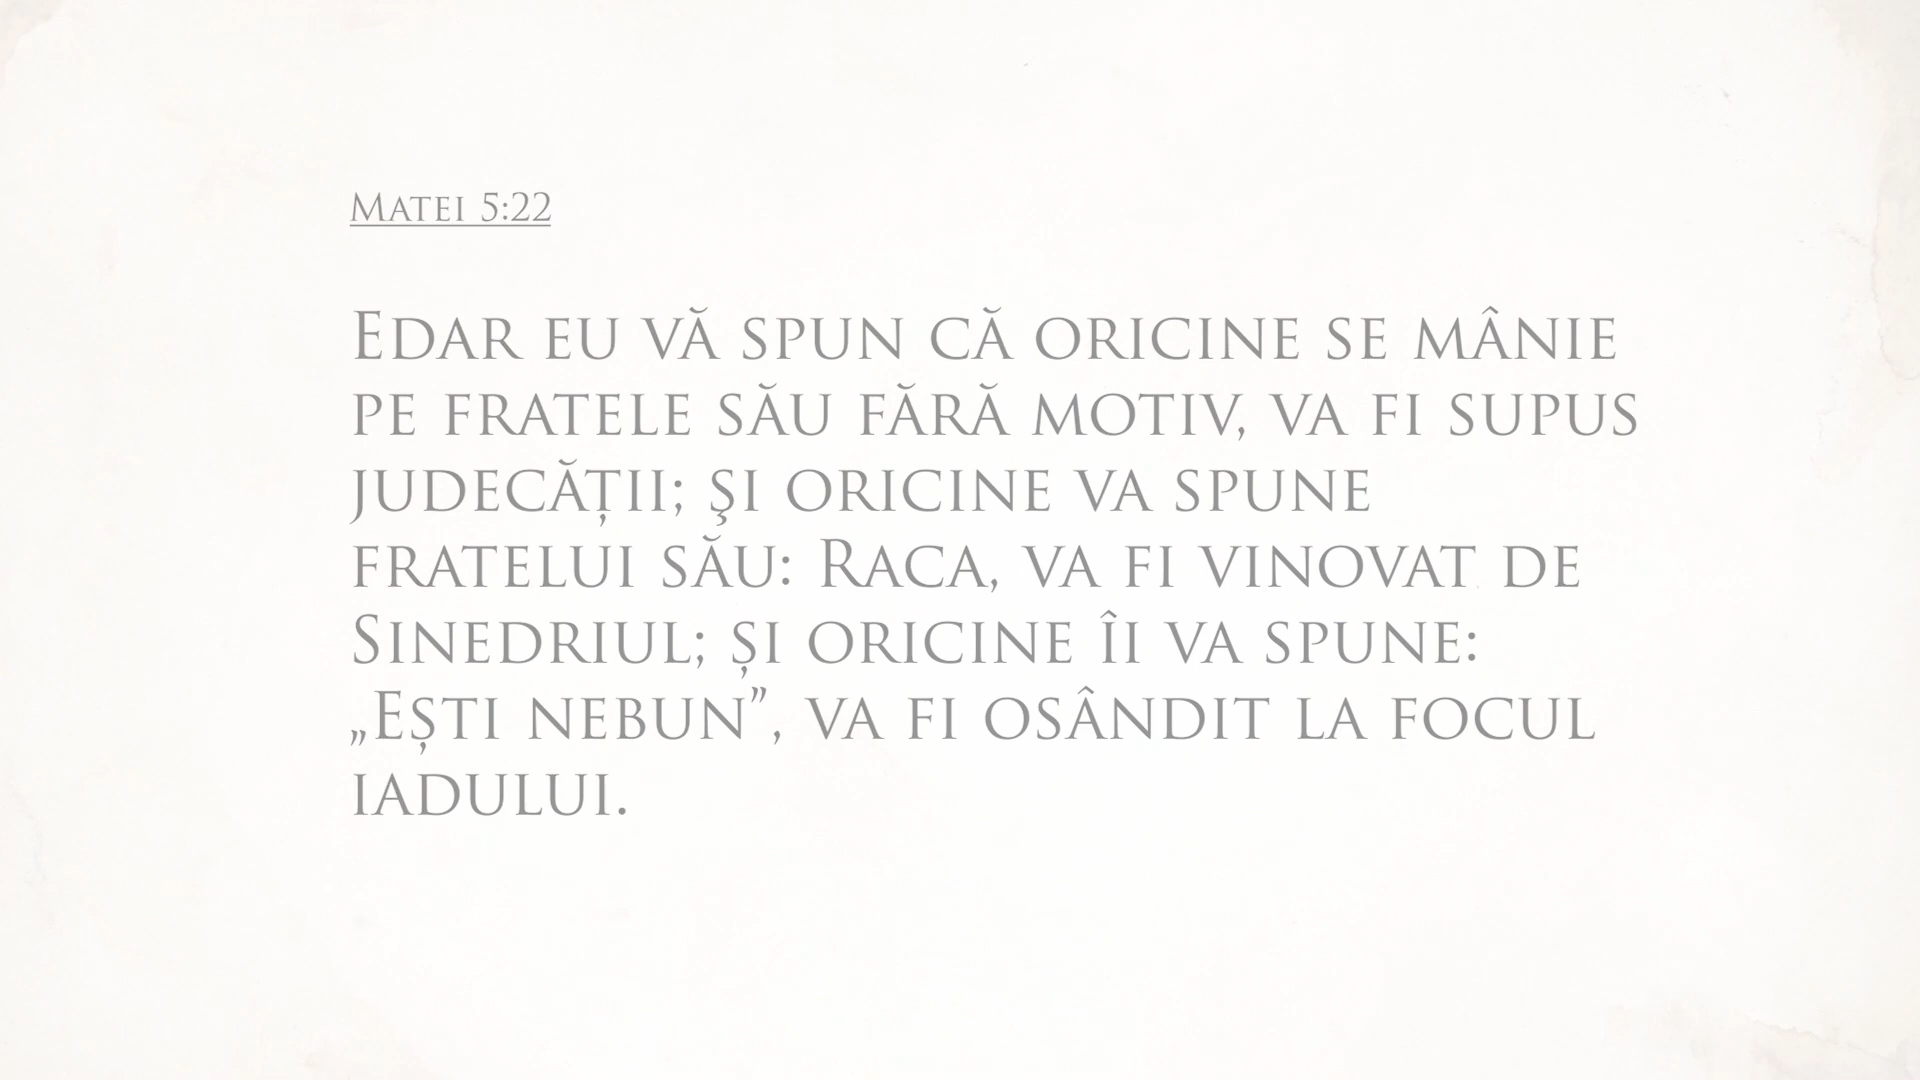 Matei 5:22
Edar eu vă spun că oricine se mânie
pe fratele său fără motiv, va fi supus
judecății; şi oricine va spune
fratelui său: Raca, va fi vinovat de
Sinedriul; și oricine îi va spune:
„Ești nebun”, va fi osândit la focul
iadului.